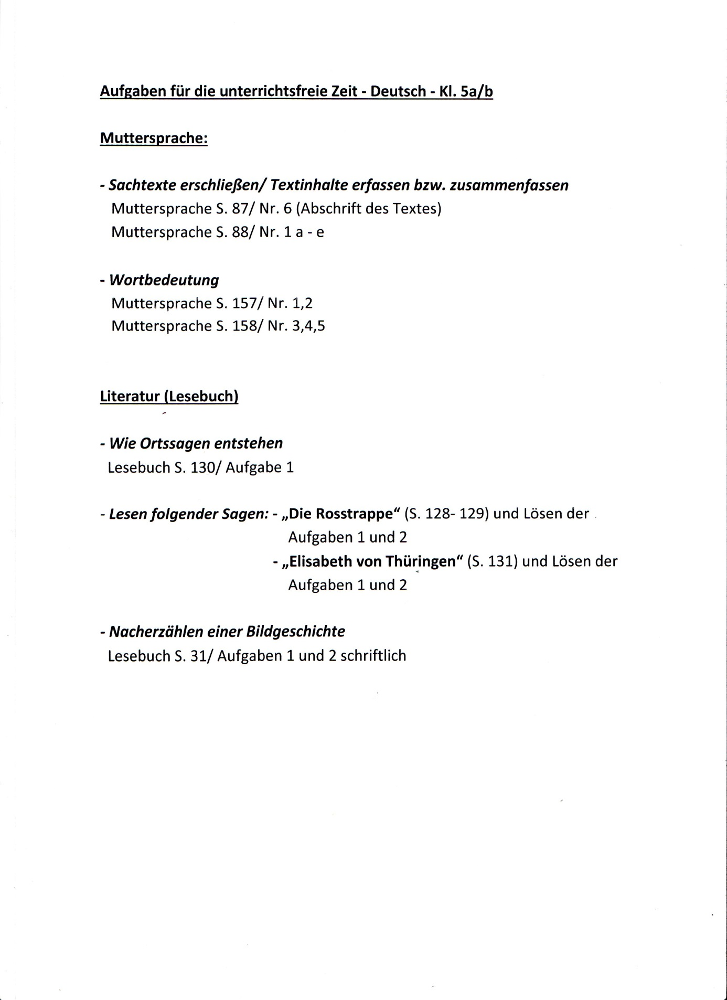 Aufgaben für die unterrichtsfreie Zeit - Deutsch - Kl. 5a/b
Muttersprache:
- Sachtexte erschließen/ Textinhalte erfassen bzw. zusammenfassen
Muttersprache S. 87/ Nr. 6 (Abschrift des Textes)
Muttersprache S. 88/ Nr. 1 a - e
- Wortbedeutung
Muttersprache S. 157/ Nr. 1,2
Muttersprache S. 158/ Nr. 3,4,5
Literatur (Lesebuch)
- Wie Ortssagen entstehen
Lesebuch S. 130/ Aufgabe 1
- Lesen folgender Sagen: - „Die Rosstrappe“ (S. 128- 129) und Lösen der
Aufgaben 1 und 2
- „Elisabeth von Thüringen“ (S. 131) und Lösen der
Aufgaben 1 und 2
- Nacherzählen einer Bildgeschichte
Lesebuch S. 31/ Aufgaben 1 und 2 schriftlich